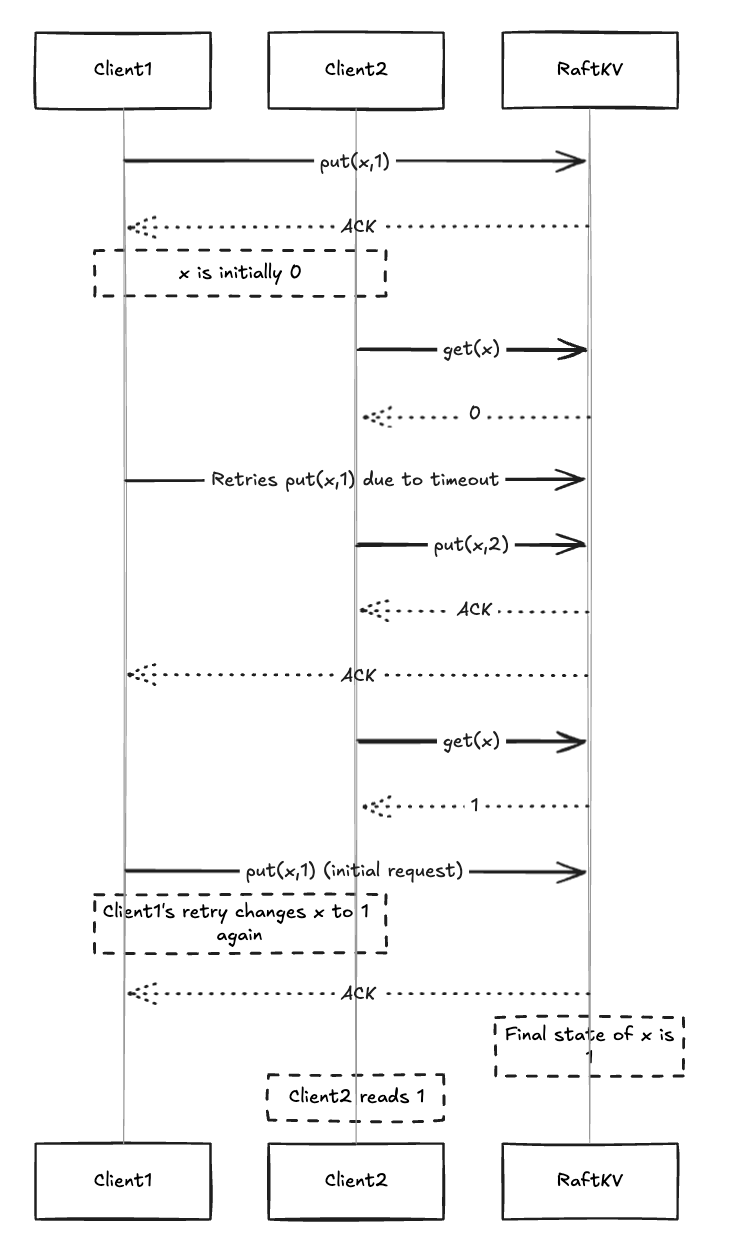 Client1
Client2
RaftKV
put(x,1)
ACK
x is initially 0
get(x)
0
Retries put(x,1) due to timeout
put(x,2)
ACK
ACK
get(x)
1
put(x,1) (initial request)
Client1's retry changes x to 1
again
ACK
Final state of x is
1
Client2 reads 1
Client1
Client2
RaftKV